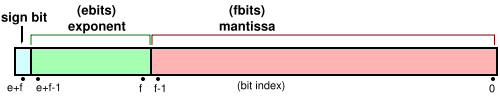 sign bit
(ebits)
exponent
(fbits)
mantissa
e+f
e+f-1
f
f-1
(bit index)
0